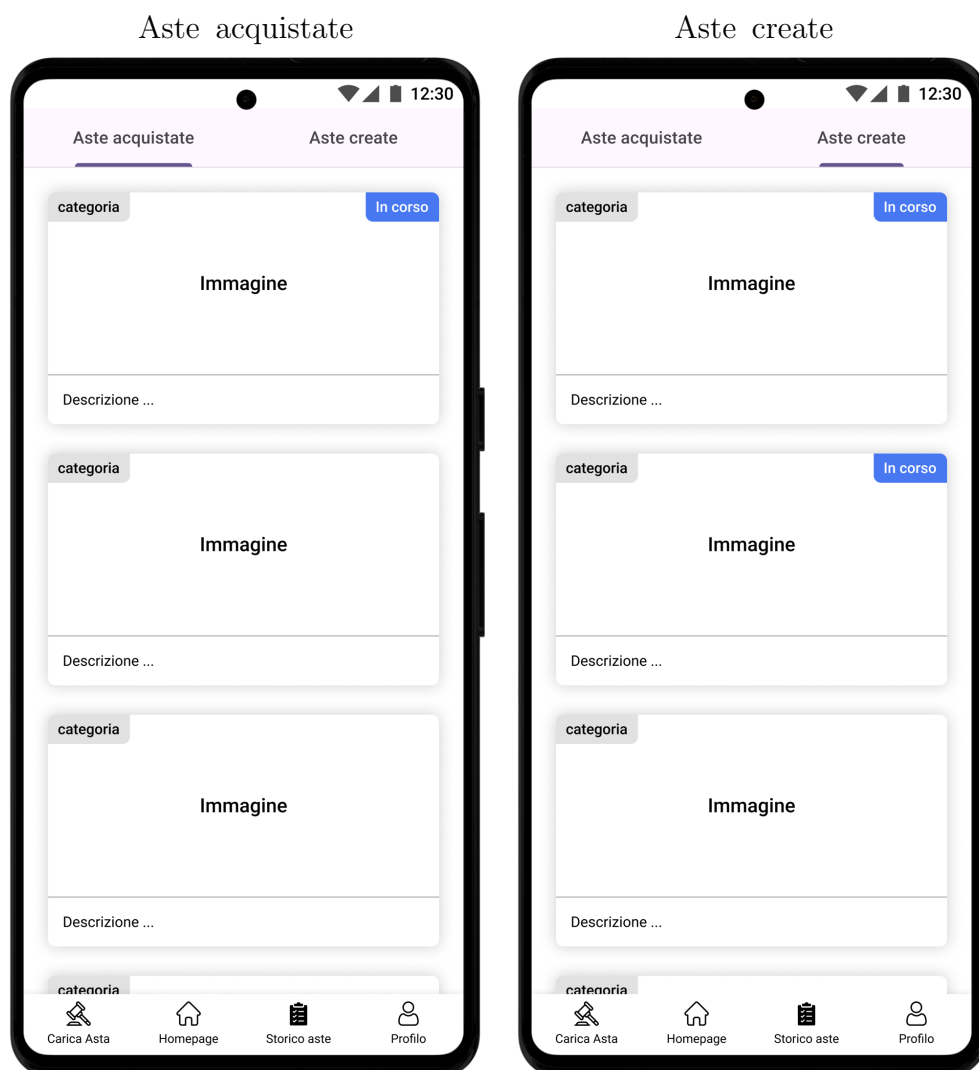 Aste acquistate
12:30
Aste acquistate Aste create
categoria In corso
Immagine
Descrizione ...
categoria
Immagine
Descrizione ...
categoria
Immagine
Descrizione ...
categoria
Carica Asta Homepage Storico aste Profilo
Aste create
12:30
Aste acquistate Aste create
categoria In corso
Immagine
Descrizione ...
categoria In corso
Immagine
Descrizione ...
categoria
Immagine
Descrizione ...
categoria
Carica Asta Homepage Storico aste Profilo